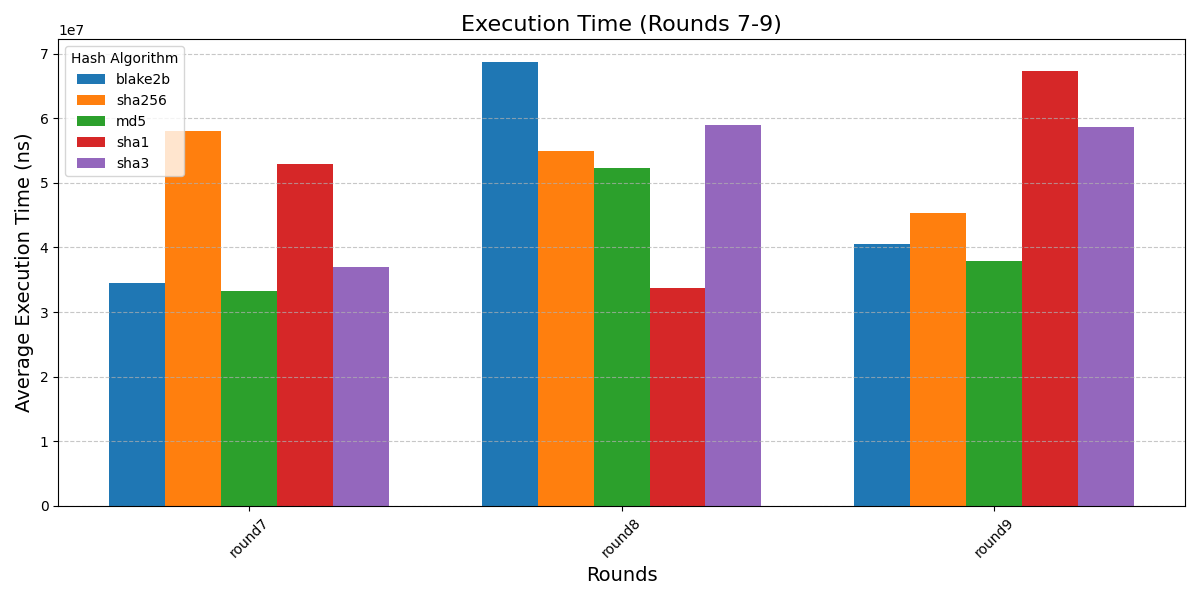 Execution Time (Rounds 7-9)
1e7
7
6
5
4
3
2
1
0
Average Execution Time (ns)
Hash Algorithm
blake2b
sha256
md5
sha1
sha3
round7
round8
round9
Rounds